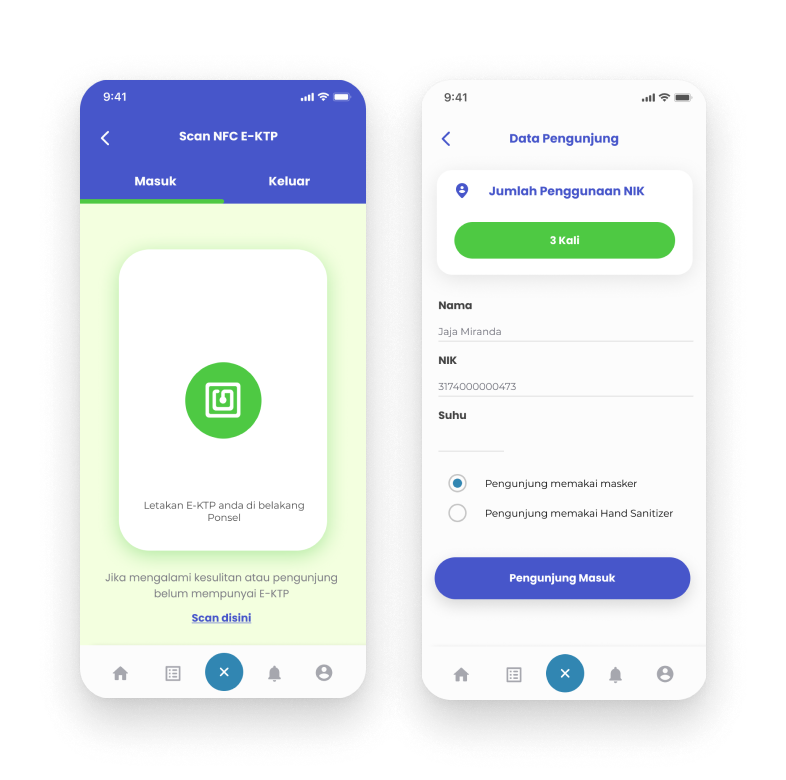 9:41
Scan NFC E-KTP
Masuk
Keluar
Letakan E-KTP anda di belakang
Ponsel
Jika mengalami kesulitan atau pengunjung
belum mempunyai E-KTP
Scan disini
9:41
Data Pengunjung
Jumlah Penggunaan NIK
3 Kali
Nama
Jaja Miranda
NIK
3174000000473
Suhu
Pengunjung memakai masker
Pengunjung memakai Hand Sanitizer
Pengunjung Masuk